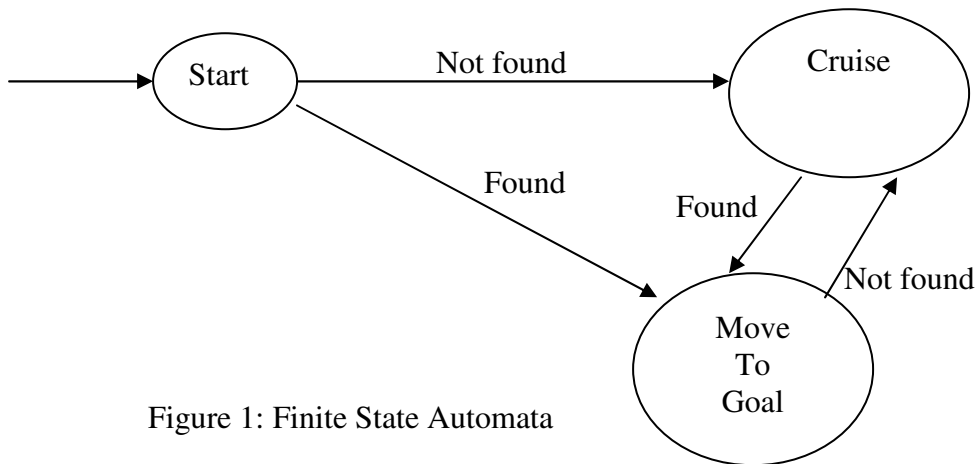 Start
Not found
Cruise
Found
Found
Not found
Move
To
Goal
Figure 1: Finite State Automata